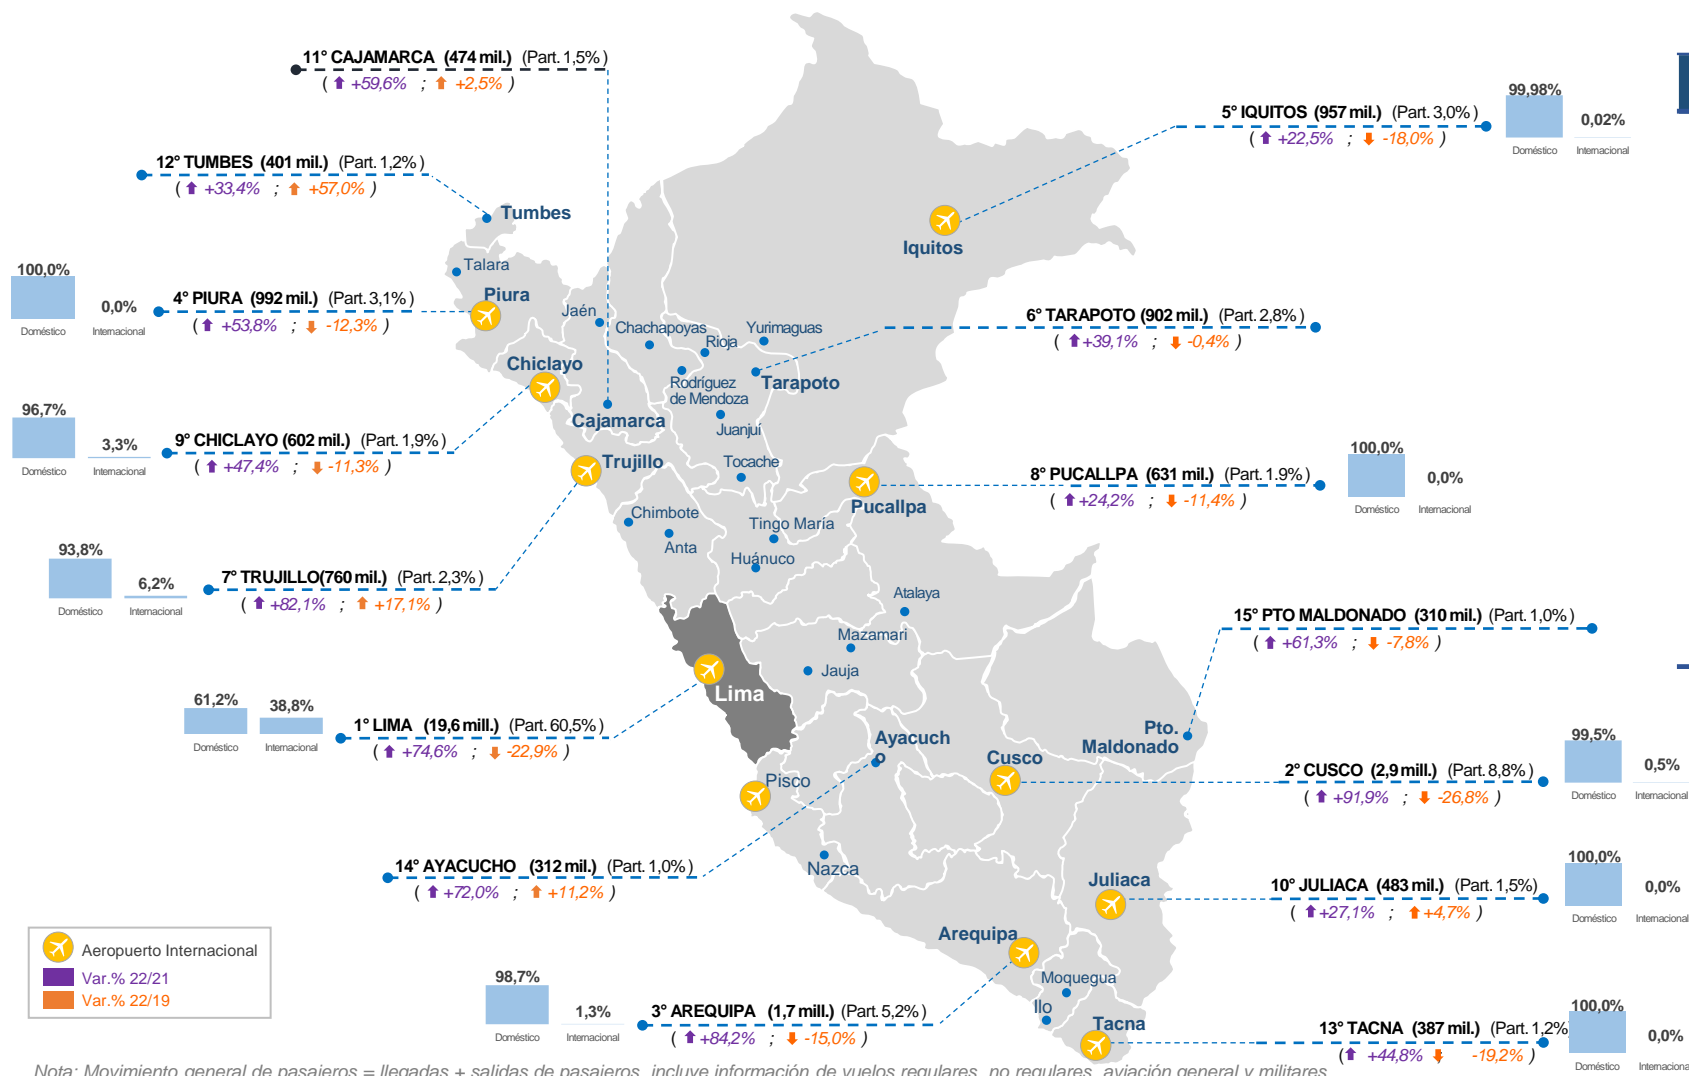 11° CAJAMARCA (474 mil.) (Part. 1,5%)
( +59,6% ; +2,5% )
12° TUMBES (401 mil.) (Part. 1,2%)
( +33,4% ; +57,0% )
5° IQUITOS (957 mil.) (Part. 3,0%)
( +22,5% ; -18,0% )
99,98%
0,02%
Doméstico Internacional
Tumbes
Talara
Piura
Iquitos
100,0%
0,0%
Doméstico Internacional
4° PIURA (992 mil.) (Part. 3,1%)
( +53,8% ; -12,3% )
Jaén
Chachapoyas
Rioja
Yurimaguas
6° TARAPOTO (902 mil.) (Part. 2,8%)
( +39,1% ; -0,4% )
Chiclayo
Rodríguez
de Mendoza
Tarapoto
Cajamarca
Juanjuí
96,7%
3,3%
Doméstico Internacional
9° CHICLAYO (602 mil.) (Part. 1,9%)
( +47,4% ; -11,3% )
Trujillo
Tocache
Pucallpa
8° PUCALLPA (631 mil.) (Part. 1.9%)
( +24,2% ; -11,4% )
100,0%
0,0%
Doméstico Internacional
Chimbote
Anta
Tingo María
Huánuco
93,8%
6,2%
Doméstico Internacional
7° TRUJILLO(760 mil.) (Part. 2,3%)
( +82,1% ; +17,1% )
Atalaya
Mazamari
Jauja
15° PTO MALDONADO (310 mil.) (Part. 1,0%)
( +61,3% ; -7,8% )
61,2%
38,8%
Doméstico Internacional
1° LIMA (19,6 mill.) (Part. 60,5%)
( +74,6% ; -22,9% )
Lima
Ayacuch
o
Cusco
Pto.
Maldonado
Pisco
2° CUSCO (2,9 mill.) (Part. 8,8%)
( +91,9% ; -26,8% )
99,5%
0,5%
Doméstico Internacional
14° AYACUCHO (312 mil.) (Part. 1,0%)
( +72,0% ; +11,2% )
Nazca
Juliaca
10° JULIACA (483 mil.) (Part. 1,5%)
( +27,1% ; +4,7% )
100,0%
0,0%
Doméstico Internacional
Aeropuerto Internacional
Var.% 22/21
Var.% 22/19
Arequipa
Moquegua
Ilo
Tacna
98,7%
1,3%
Doméstico Internacional
3° AREQUIPA (1,7 mill.) (Part. 5,2%)
( +84,2% ; -15,0% )
13° TACNA (387 mil.) (Part. 1,2%
( +44,8% -19,2% )
100,0%
0,0%
Doméstico Internacional
Nota: Movimiento general de pasajeros = llegadas + salidas de pasajeros, incluye información de vuelos regulares, no regulares, aviación general y militares